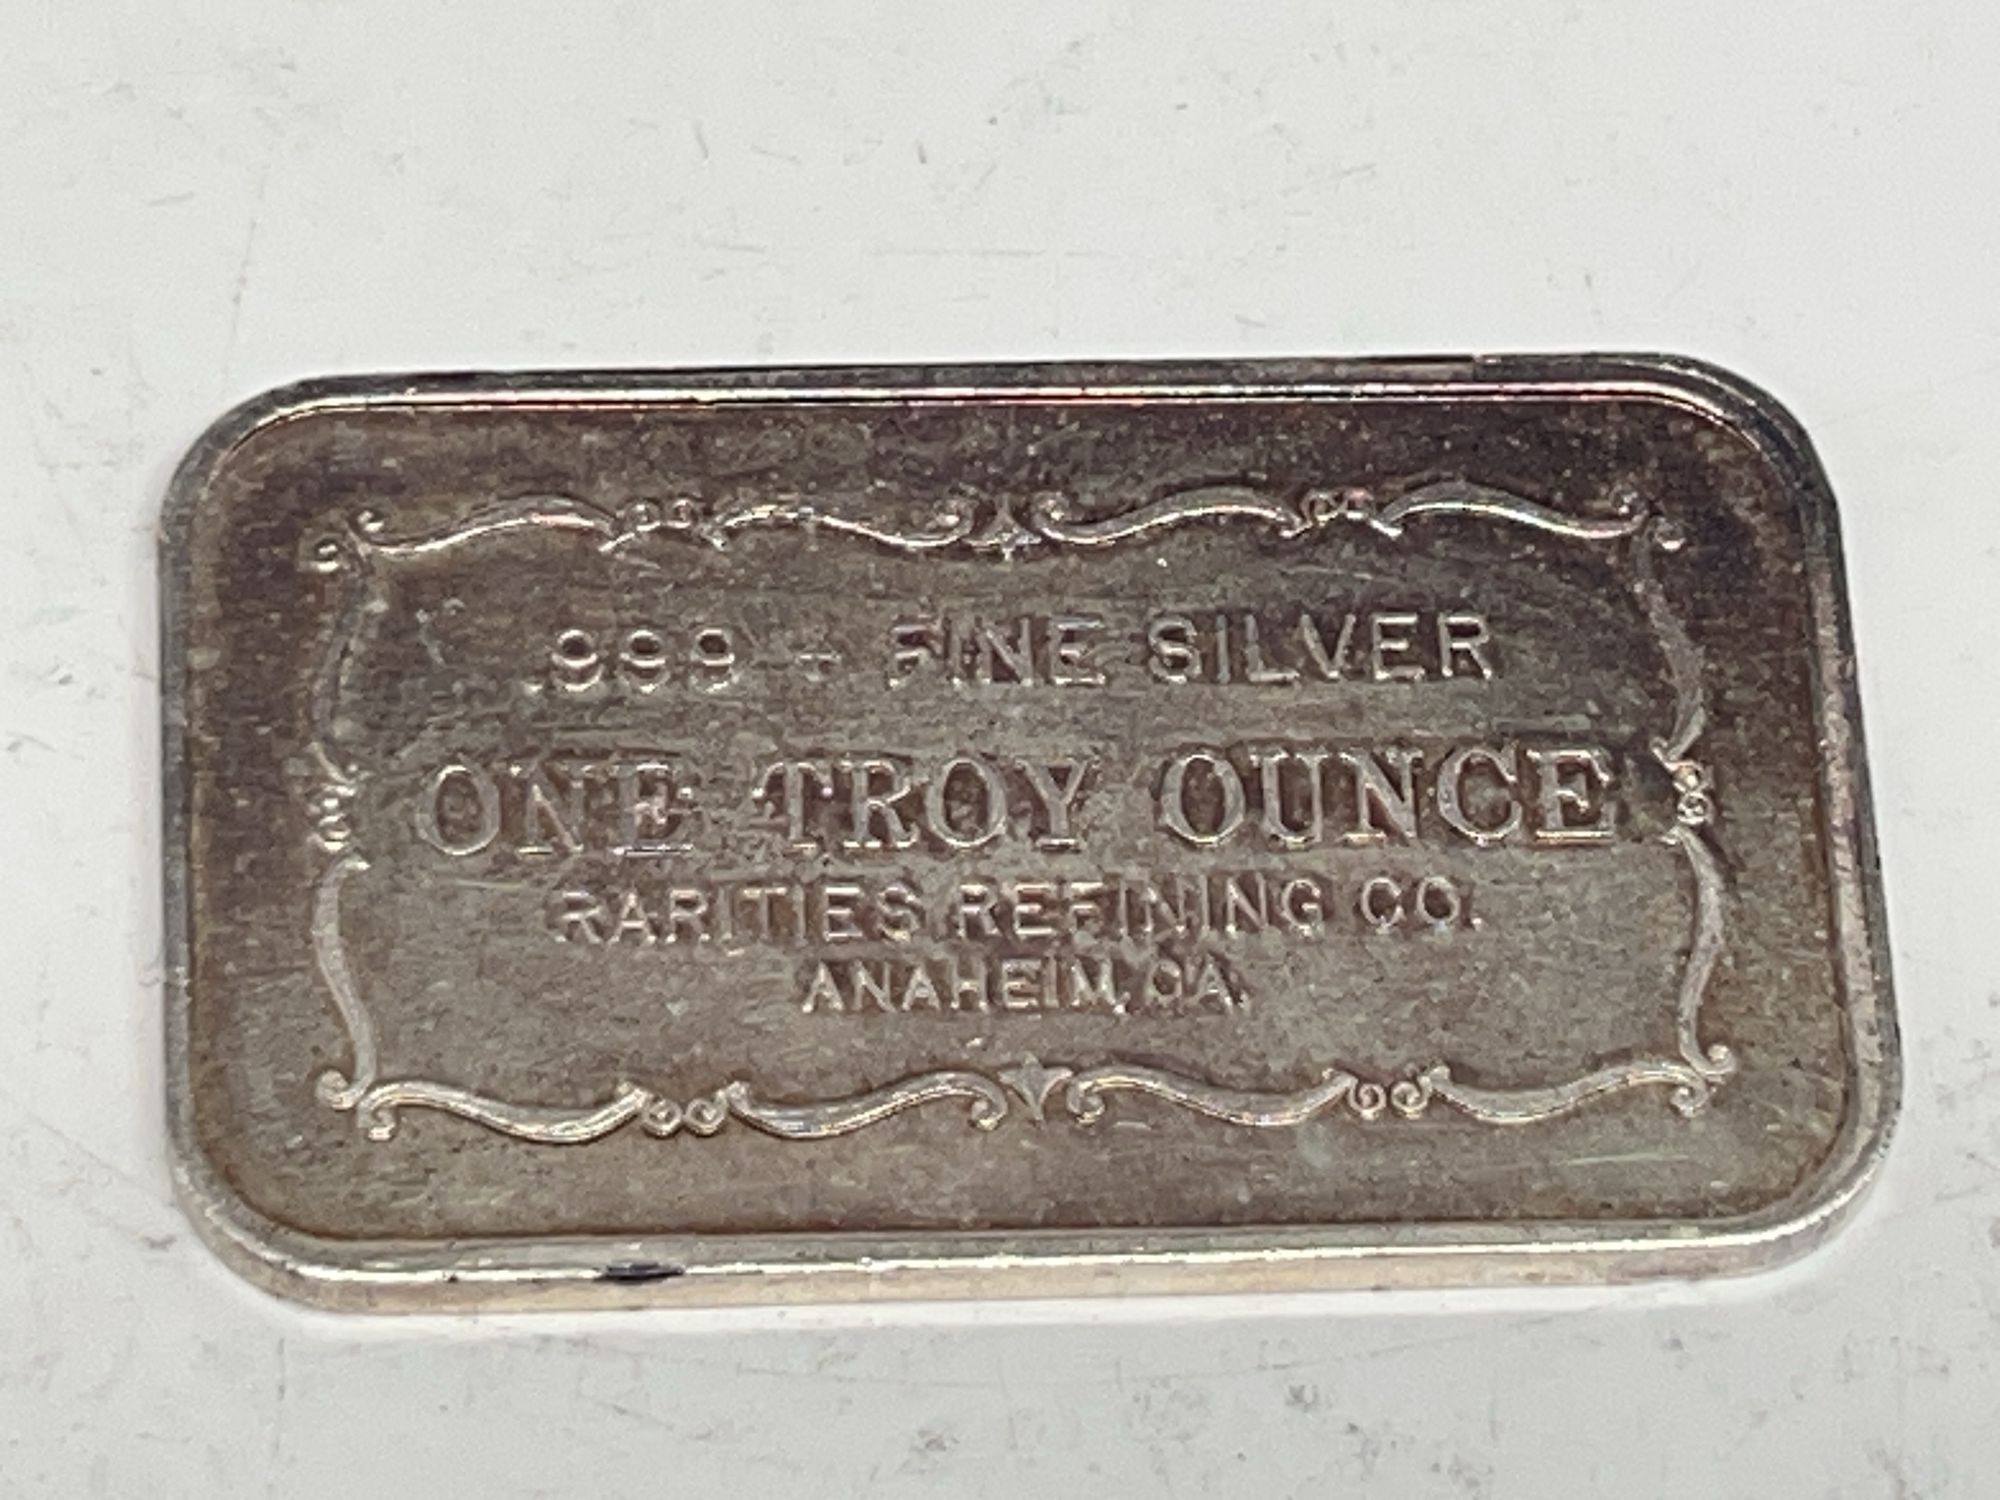 .999 + FINE SILVER
ONE TROY OUNCE
RARITIES REFINING CO.
ANAHEIM, CA.